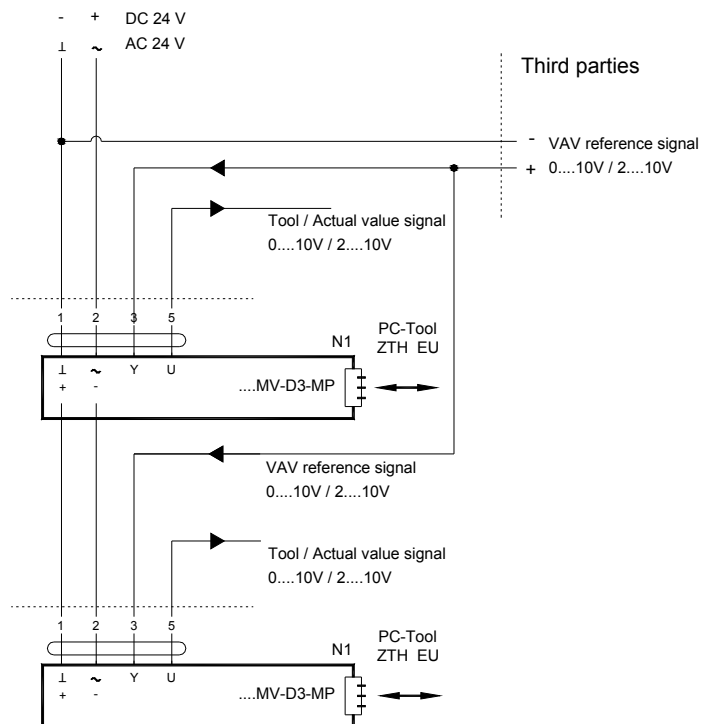 - + DC 24 V
⊥ ~ AC 24 V
Third parties
- VAV reference signal
+ 0....10V / 2....10V
Tool / Actual value signal
0....10V / 2....10V
1 2 3 5
N1
PC-Tool
ZTH EU
⊥ ~ Y U
+ -
....MV-D3-MP
VAV reference signal
0....10V / 2....10V
Tool / Actual value signal
0....10V / 2....10V
1 2 3 5
N1
PC-Tool
ZTH EU
⊥ ~ Y U
+ -
....MV-D3-MP